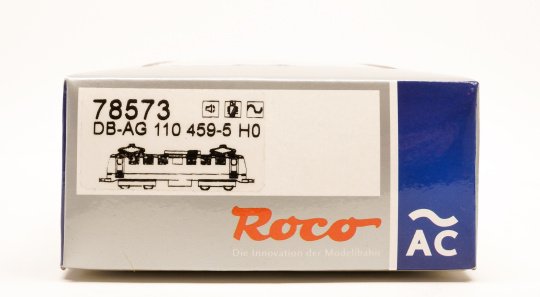 78573
DB-AG 110 459-5 H0
Roco
Die Innovation der Modellbahn
AC